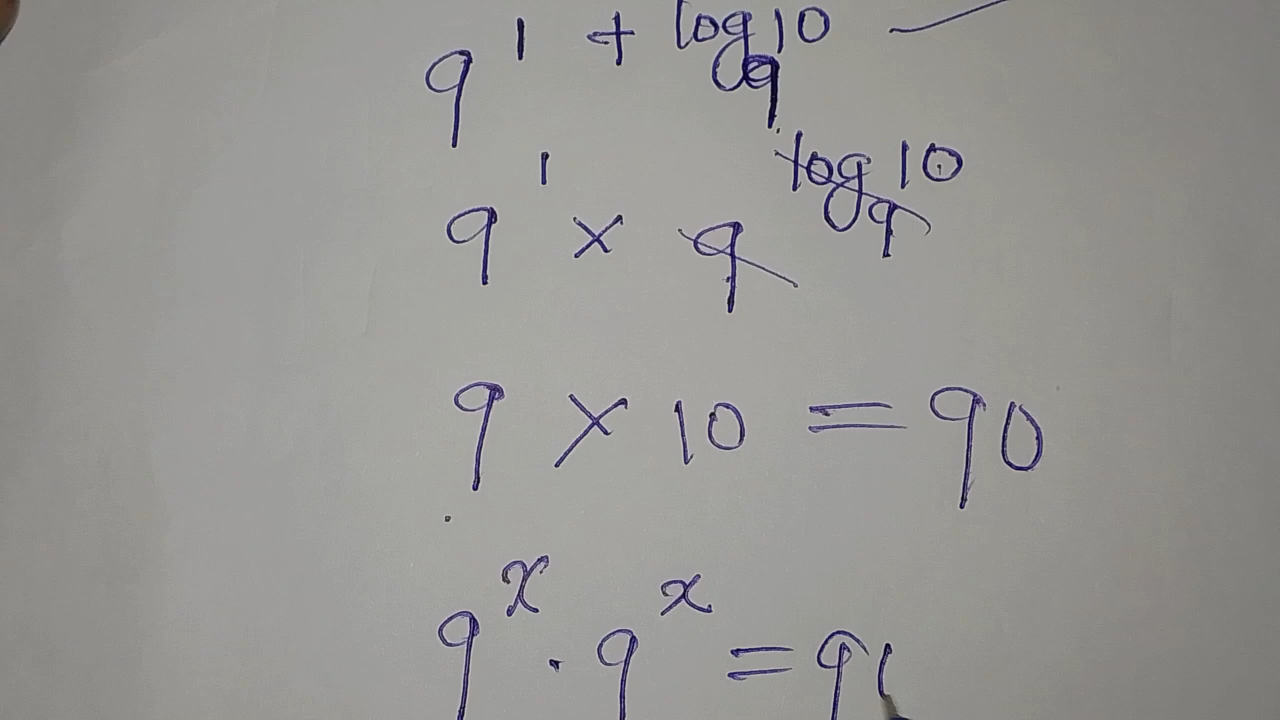 9^1 + log_9 10
9^1 × 9^log_9 10
9 × 10 = 90
9^x · 9^x = 9